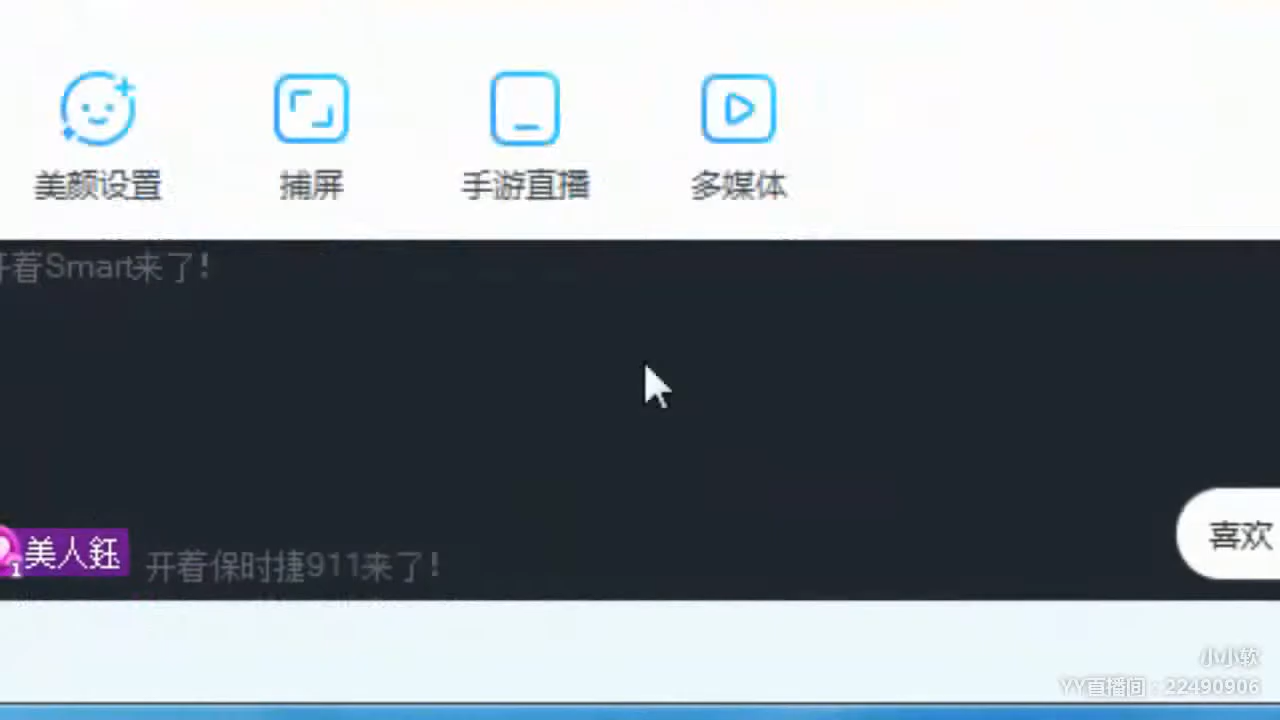 美颜设置 捕屏 手游直播 多媒体
开着Smart来了!
喜欢
1美人鈺 开着保时捷911来了!
小小软
YY直播间:22490906